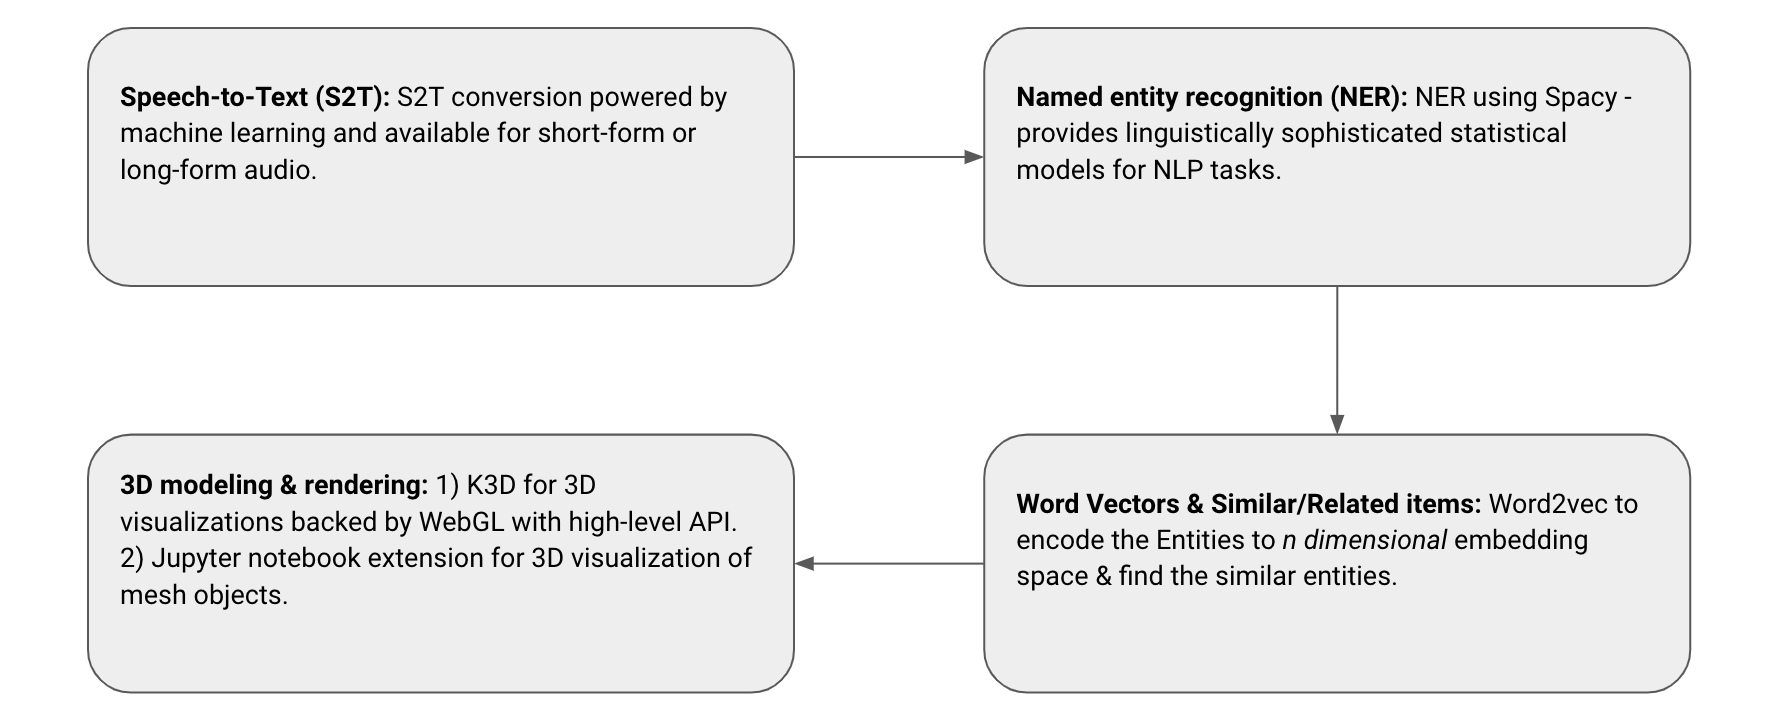 Speech-to-Text (S2T): S2T conversion powered by
machine learning and available for short-form or
long-form audio.
Named entity recognition (NER): NER using Spacy -
provides linguistically sophisticated statistical
models for NLP tasks.
Word Vectors & Similar/Related items: Word2vec to
encode the Entities to n dimensional embedding
space & find the similar entities.
3D modeling & rendering: 1) K3D for 3D
visualizations backed by WebGL with high-level API.
2) Jupyter notebook extension for 3D visualization of
mesh objects.